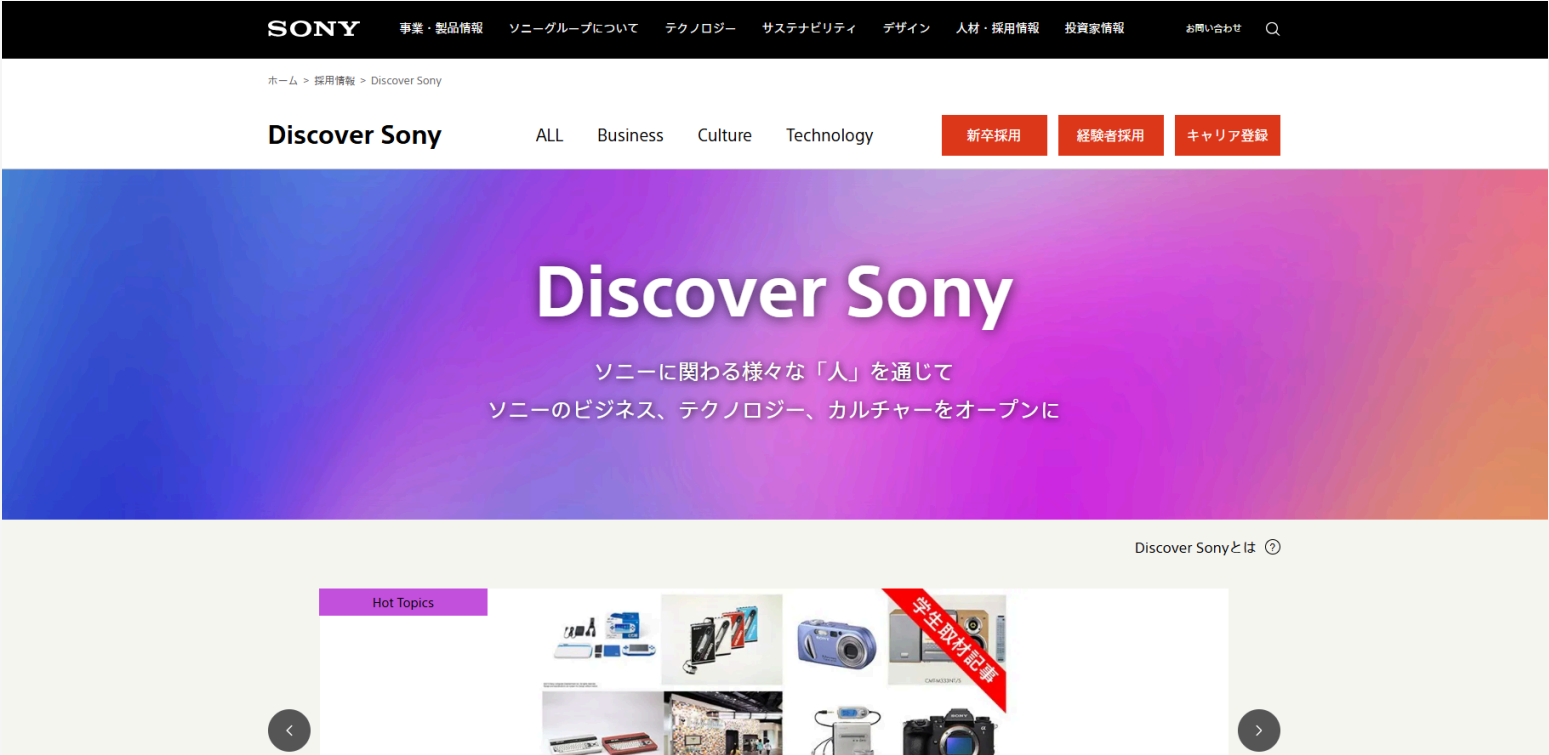 SONY
事業・製品情報 ソニーグループについて テクノロジー サステナビリティ デザイン 人材・採用情報 投資家情報 お問い合わせ
ホーム > 採用情報 > Discover Sony
Discover Sony
ALL Business Culture Technology
新卒採用 経験者採用 キャリア登録
Discover Sony
ソニーに関わる様々な「人」を通じて
ソニーのビジネス、テクノロジー、カルチャーをオープンに
Discover Sonyとは ?
Hot Topics
学生取材記事
SONY